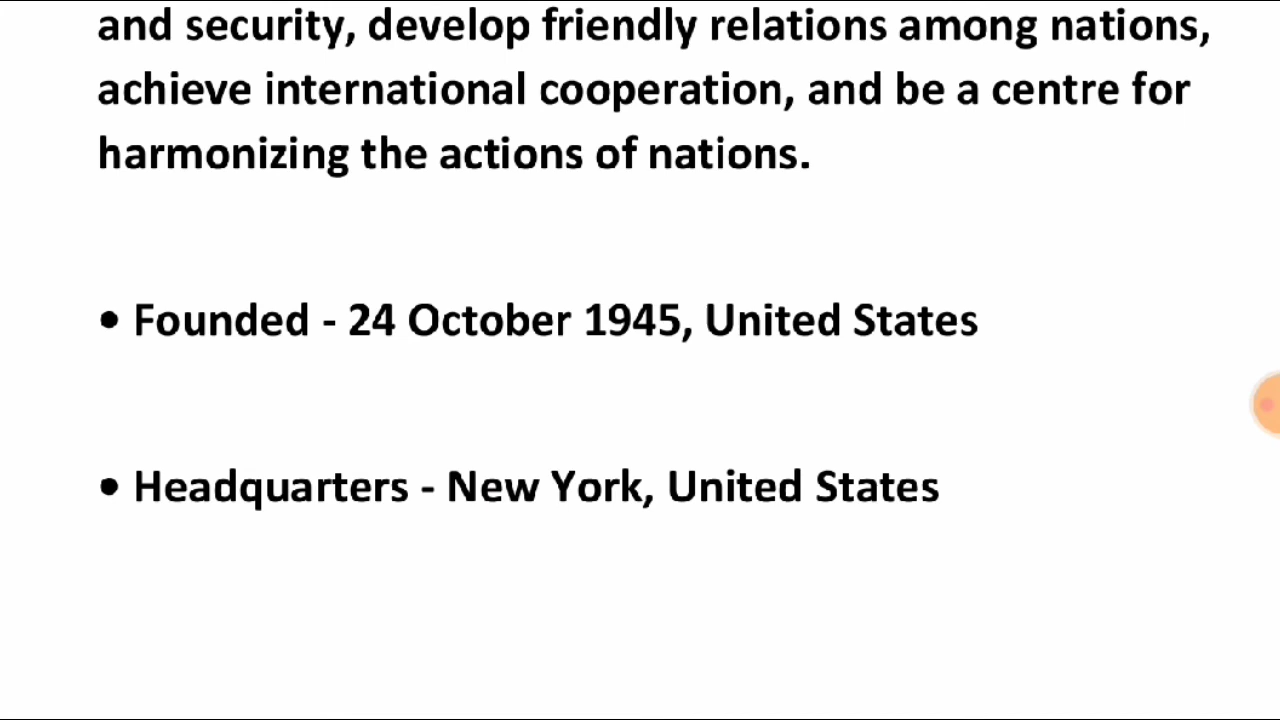 and security, develop friendly relations among nations,
achieve international cooperation, and be a centre for
harmonizing the actions of nations.
• Founded - 24 October 1945, United States
• Headquarters - New York, United States